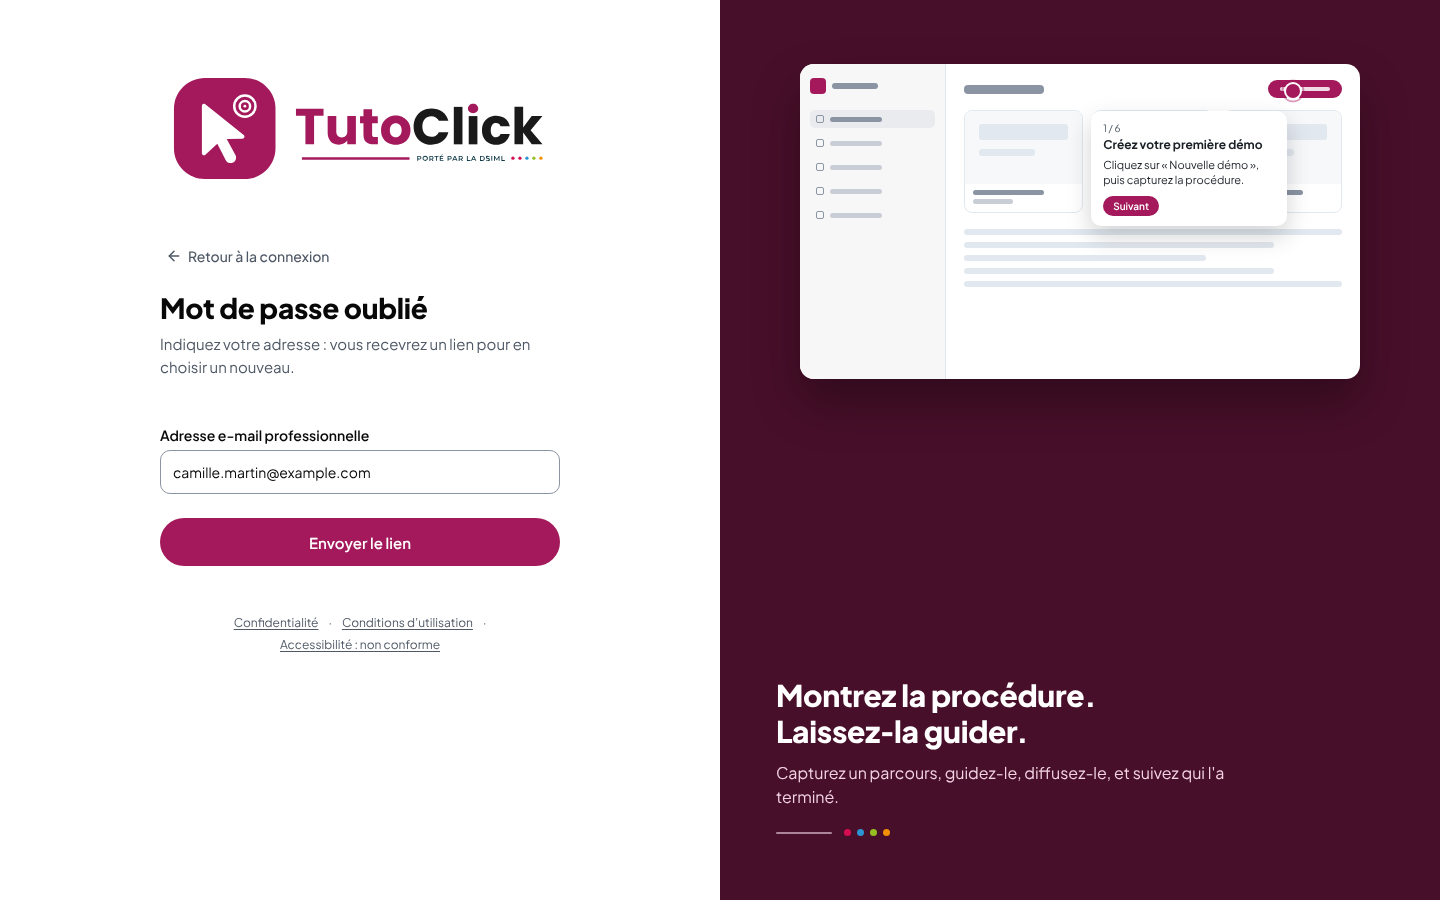 TutoClick
PORTÉ PAR LA DSIML
Retour à la connexion
Mot de passe oublié
Indiquez votre adresse : vous recevrez un lien pour en
choisir un nouveau.
Adresse e-mail professionnelle
camille.martin@example.com
Envoyer le lien
Confidentialité · Conditions d'utilisation ·
Accessibilité : non conforme
1 / 6
Créez votre première démo
Cliquez sur « Nouvelle démo »,
puis capturez la procédure.
Suivant
Montrez la procédure.
Laissez-la guider.
Capturez un parcours, guidez-le, diffusez-le, et suivez qui l'a
terminé.